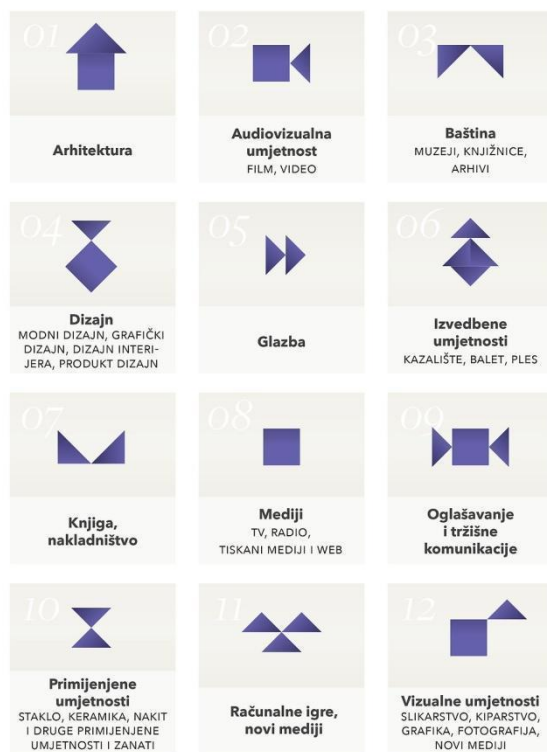 01
Arhitektura
02
Audiovizualna
umjetnost
FILM, VIDEO
03
Baština
MUZEJI, KNJIŽNICE,
ARHIVI
04
Dizajn
MODNI DIZAJN, GRAFIČKI
DIZAJN, DIZAJN INTERI-
JERA, PRODUKT DIZAJN
05
Glazba
06
Izvedbene
umjetnosti
KAZALIŠTE, BALET, PLES
07
Knjiga,
nakladništvo
08
Mediji
TV, RADIO,
TISKANI MEDIJI I WEB
09
Oglašavanje
i tržišne
komunikacije
10
Primijenjene
umjetnosti
STAKLO, KERAMIKA, NAKIT
I DRUGE PRIMIJENJENE
UMJETNOSTI I ZANATI
11
Računalne igre,
novi mediji
12
Vizualne umjetnosti
SLIKARSTVO, KIPARSTVO,
GRAFIKA, FOTOGRAFIJA,
NOVI MEDIJI